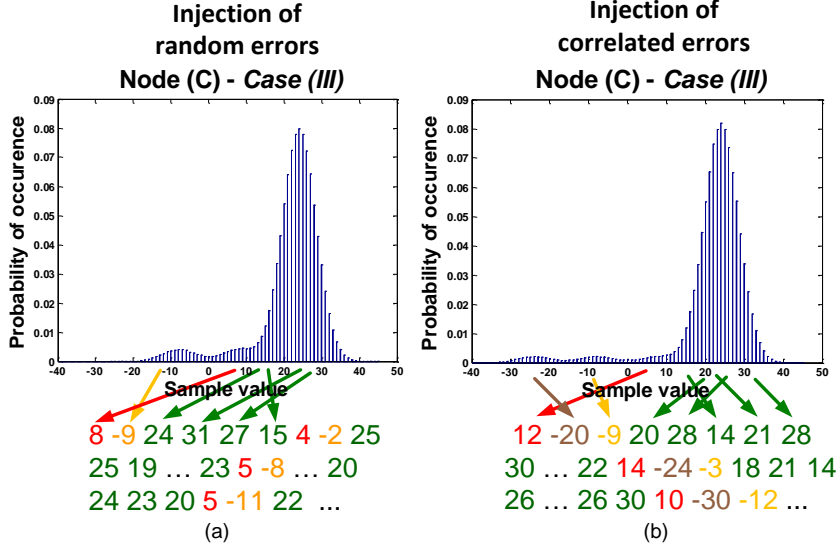 Injection of
random errors
Node (C) - Case (III)
Probability of occurence
0.09
0.08
0.07
0.06
0.05
0.04
0.03
0.02
0.01
0
-40 -30 -20 -10 0 10 20 30 40 50
Sample value
8 -9 24 31 27 15 4 -2 25
25 19 ... 23 5 -8 ... 20
24 23 20 5 -11 22 ...
(a)
Injection of
correlated errors
Node (C) - Case (III)
Probability of occurence
0.09
0.08
0.07
0.06
0.05
0.04
0.03
0.02
0.01
0
-40 -30 -20 -10 0 10 20 30 40 50
Sample value
12 -20 -9 20 28 14 21 28
30 ... 22 14 -24 -3 18 21 14
26 ... 26 30 10 -30 -12 ...
(b)